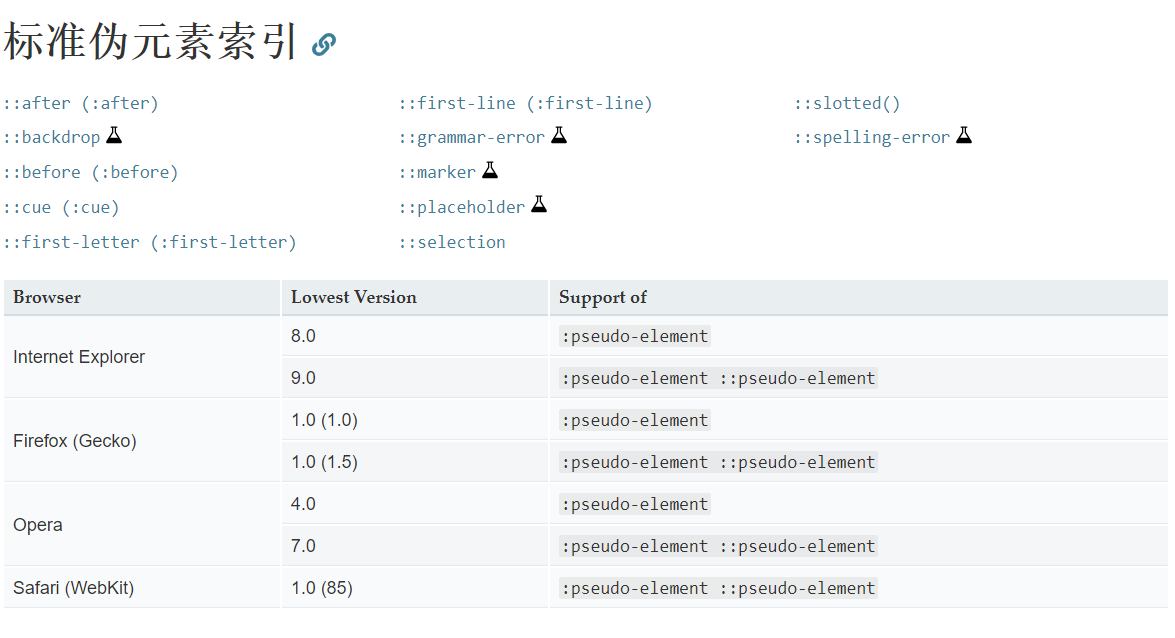 标准伪元素索引
::after (:after)
::backdrop
::before (:before)
::cue (:cue)
::first-letter (:first-letter)
::first-line (:first-line)
::grammar-error
::marker
::placeholder
::selection
::slotted()
::spelling-error
Browser Lowest Version Support of
Internet Explorer 8.0 :pseudo-element
9.0 :pseudo-element ::pseudo-element
Firefox (Gecko) 1.0 (1.0) :pseudo-element
1.0 (1.5) :pseudo-element ::pseudo-element
Opera 4.0 :pseudo-element
7.0 :pseudo-element ::pseudo-element
Safari (WebKit) 1.0 (85) :pseudo-element ::pseudo-element